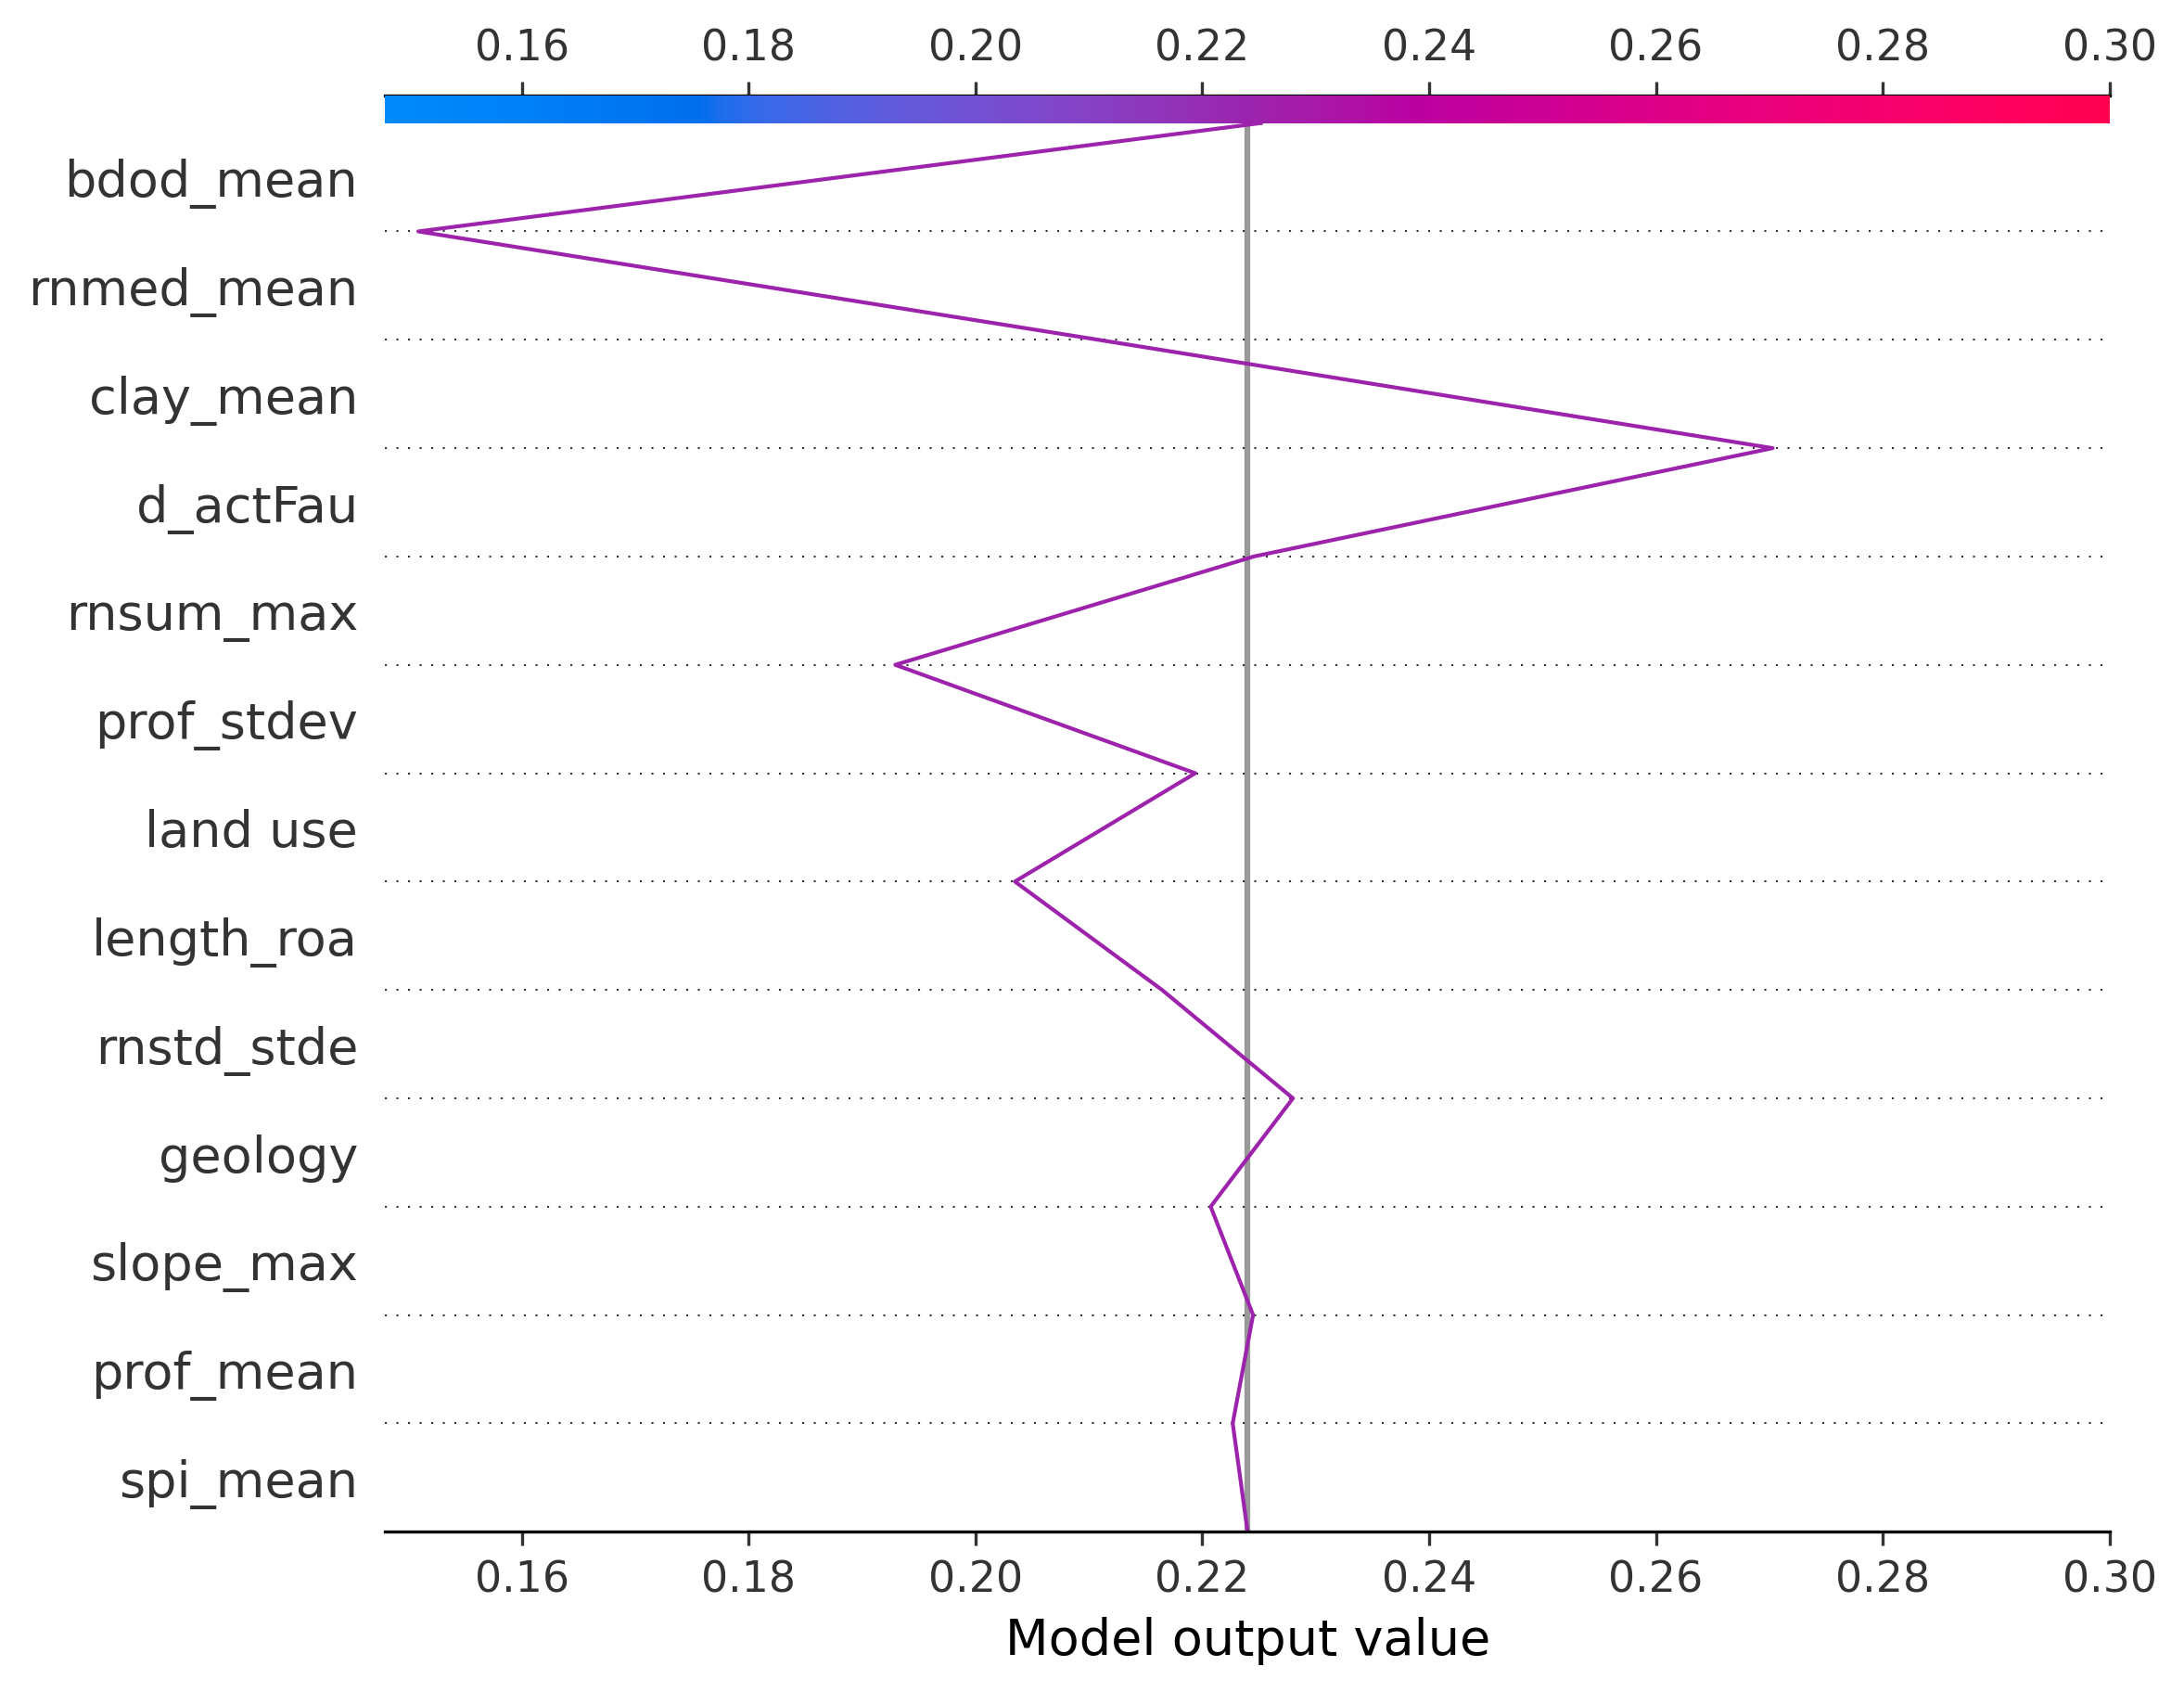 0.16 0.18 0.20 0.22 0.24 0.26 0.28 0.30
bdod_mean
rnmed_mean
clay_mean
d_actFau
rnsum_max
prof_stdev
land use
length_roa
rnstd_stde
geology
slope_max
prof_mean
spi_mean
0.16 0.18 0.20 0.22 0.24 0.26 0.28 0.30
Model output value